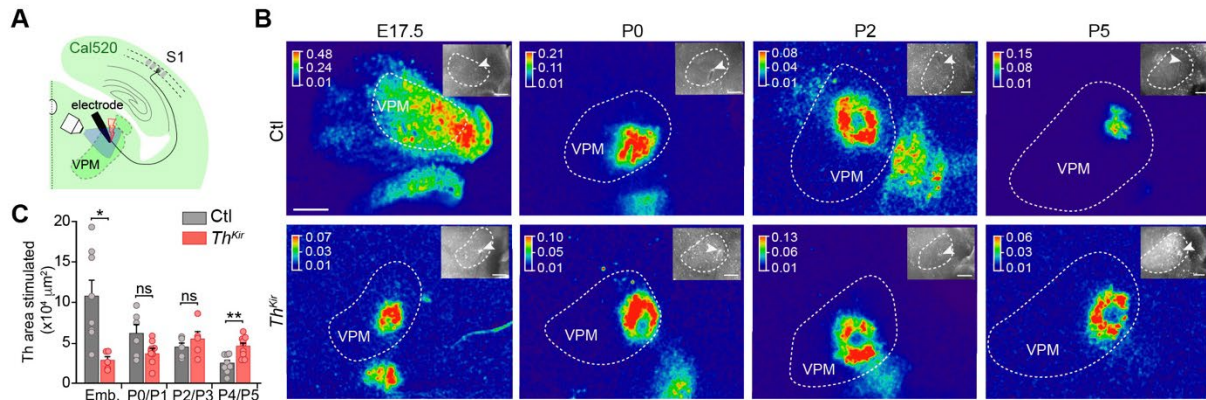 A
Cal520
S1
electrode
VPM
B
E17.5
P0
P2
P5
Ctl
0.48
0.24
0.01
VPM
0.21
0.11
0.01
VPM
0.08
0.04
0.01
VPM
0.15
0.08
0.01
VPM
Th^Kir
0.07
0.03
0.01
VPM
0.10
0.05
0.01
VPM
0.13
0.06
0.01
VPM
0.06
0.03
0.01
VPM
C
Ctl
Th^Kir
Th area stimulated
(x10⁴ μm²)
20
15
10
5
0
*
ns
ns
**
Emb.
P0/P1
P2/P3
P4/P5